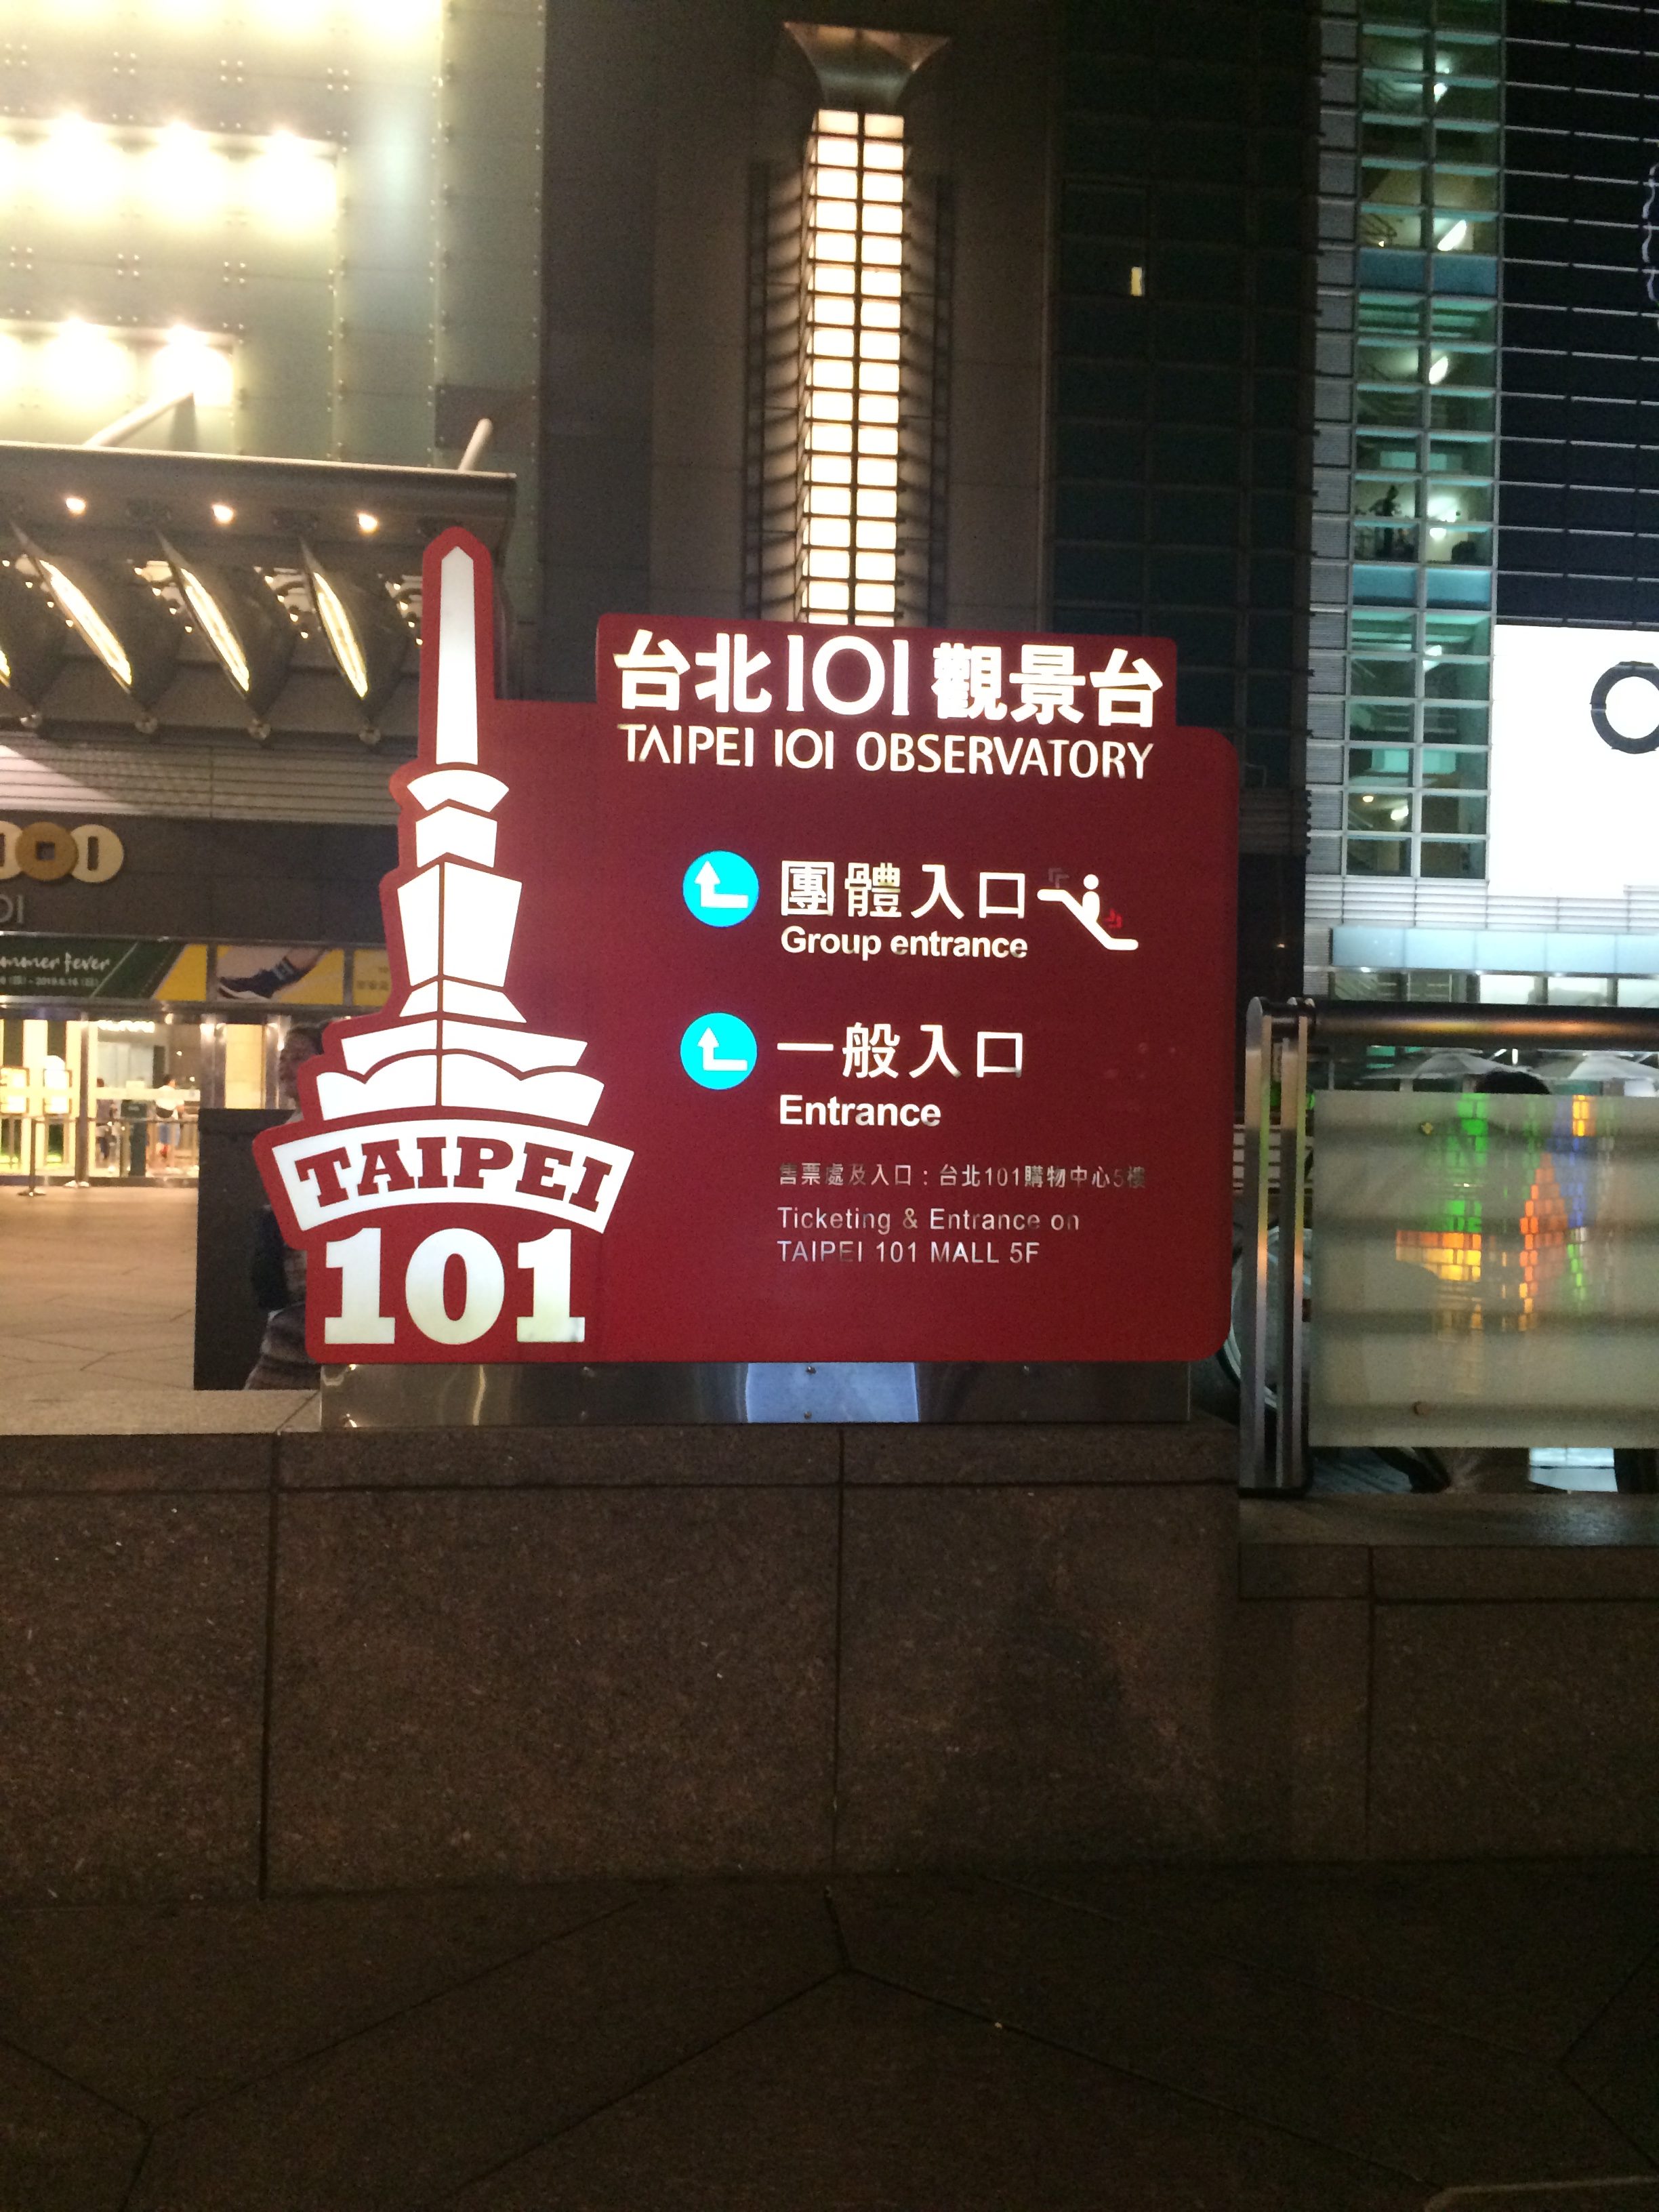 台北101觀景台
TAIPEI 101 OBSERVATORY
團體入口
Group entrance
一般入口
Entrance
售票處及入口：台北101購物中心5樓
Ticketing & Entrance on
TAIPEI 101 MALL 5F
TAIPEI
101
fever